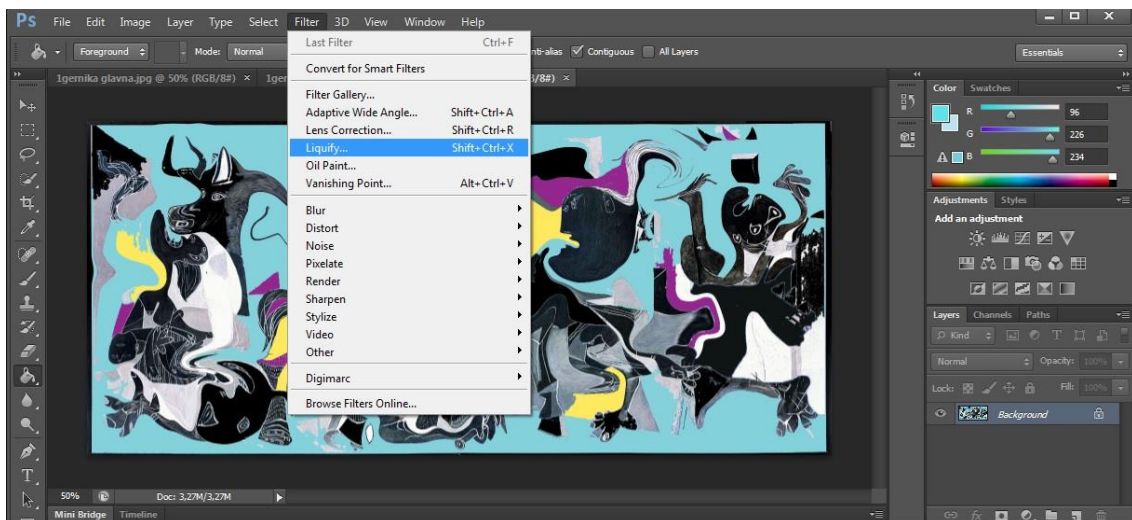 Ps File Edit Image Layer Type Select Filter 3D View Window Help
Foreground Mode: Normal nti-alias Contiguous All Layers Essentials
1gernika glavna.jpg @ 50% (RGB/8#) × 1ger /8#) ×
Last Filter Ctrl+F
Convert for Smart Filters
Filter Gallery...
Adaptive Wide Angle... Shift+Ctrl+A
Lens Correction... Shift+Ctrl+R
Liquify... Shift+Ctrl+X
Oil Paint...
Vanishing Point... Alt+Ctrl+V
Blur
Distort
Noise
Pixelate
Render
Sharpen
Stylize
Video
Other
Digimarc
Browse Filters Online...
Color Swatches
R 96
G 226
B 234
Adjustments Styles
Add an adjustment
Layers Channels Paths
Kind
Normal Opacity: 100%
Lock: Fill: 100%
Background
50% Doc: 3,27M/3,27M
Mini Bridge Timeline